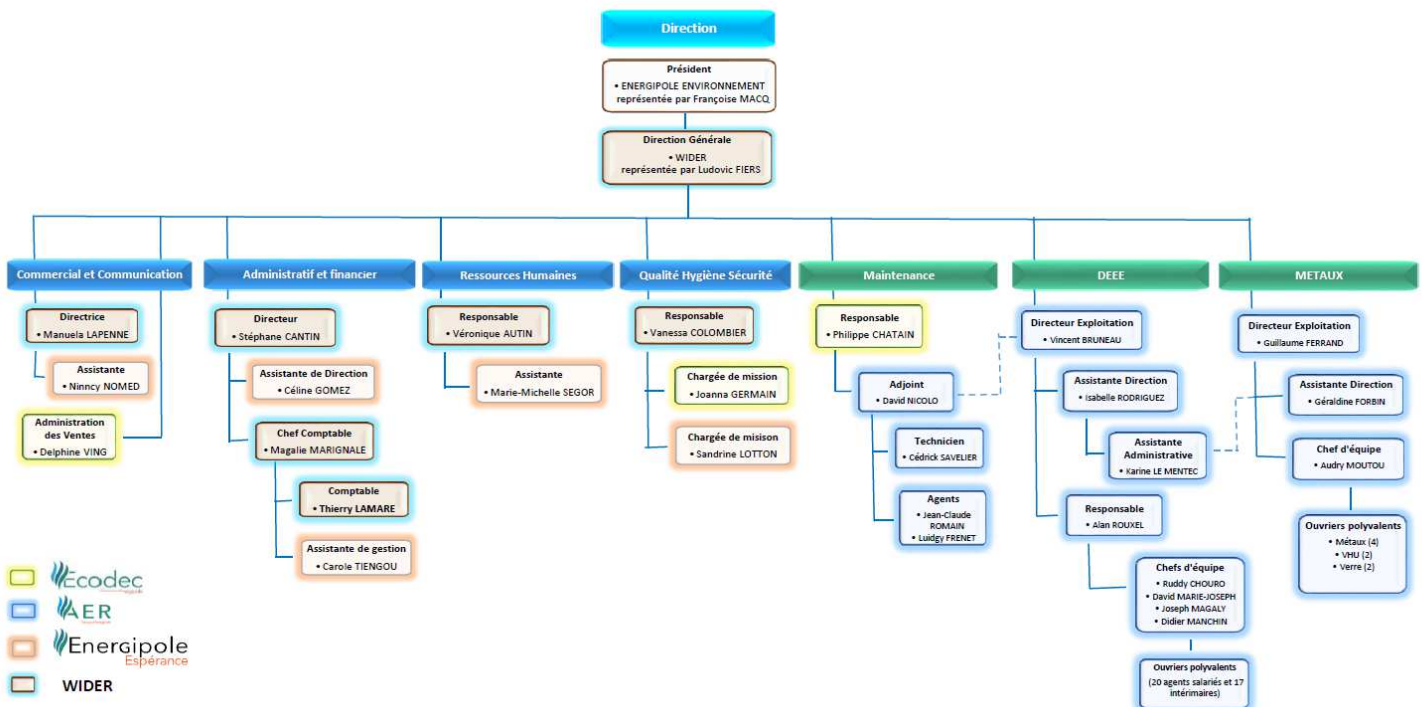 Direction
Président
• ENERGIPOLE ENVIRONNEMENT
représentée par Françoise MACQ
Direction Générale
• WIDER
représentée par Ludovic FIERS
Commercial et Communication
Directrice
• Manuela LAPENNE
Assistante
• Ninncy NOMED
Administration
des Ventes
• Delphine VING
Administratif et financier
Directeur
• Stéphane CANTIN
Assistante de Direction
• Céline GOMEZ
Chef Comptable
• Magalie MARIGNALE
Comptable
• Thierry LAMARE
Assistante de gestion
• Carole TIENGOU
Ressources Humaines
Responsable
• Véronique AUTIN
Assistante
• Marie-Michelle SEGOR
Qualité Hygiène Sécurité
Responsable
• Vanessa COLOMBIER
Chargée de mission
• Joanna GERMAIN
Chargée de misison
• Sandrine LOTTON
Maintenance
Responsable
• Philippe CHATAIN
Adjoint
• David NICOLO
Technicien
• Cédrick SAVELIER
Agents
• Jean-Claude
ROMAIN
• Luidgy FRENET
DEEE
Directeur Exploitation
• Vincent BRUNEAU
Assistante Direction
• Isabelle RODRIGUEZ
Assistante
Administrative
• Karine LE MENTEC
Responsable
• Alan ROUXEL
Chefs d'équipe
• Ruddy CHOURO
• David MARIE-JOSEPH
• Joseph MAGALY
• Didier MANCHIN
Ouvriers polyvalents
(20 agents salariés et 17
intérimaires)
METAUX
Directeur Exploitation
• Guillaume FERRAND
Assistante Direction
• Géraldine FORBIN
Chef d'équipe
• Audry MOUTOU
Ouvriers polyvalents
• Métaux (4)
• VHU (2)
• Verre (2)
Ecodec
AER
Energipole
Espérance
WIDER